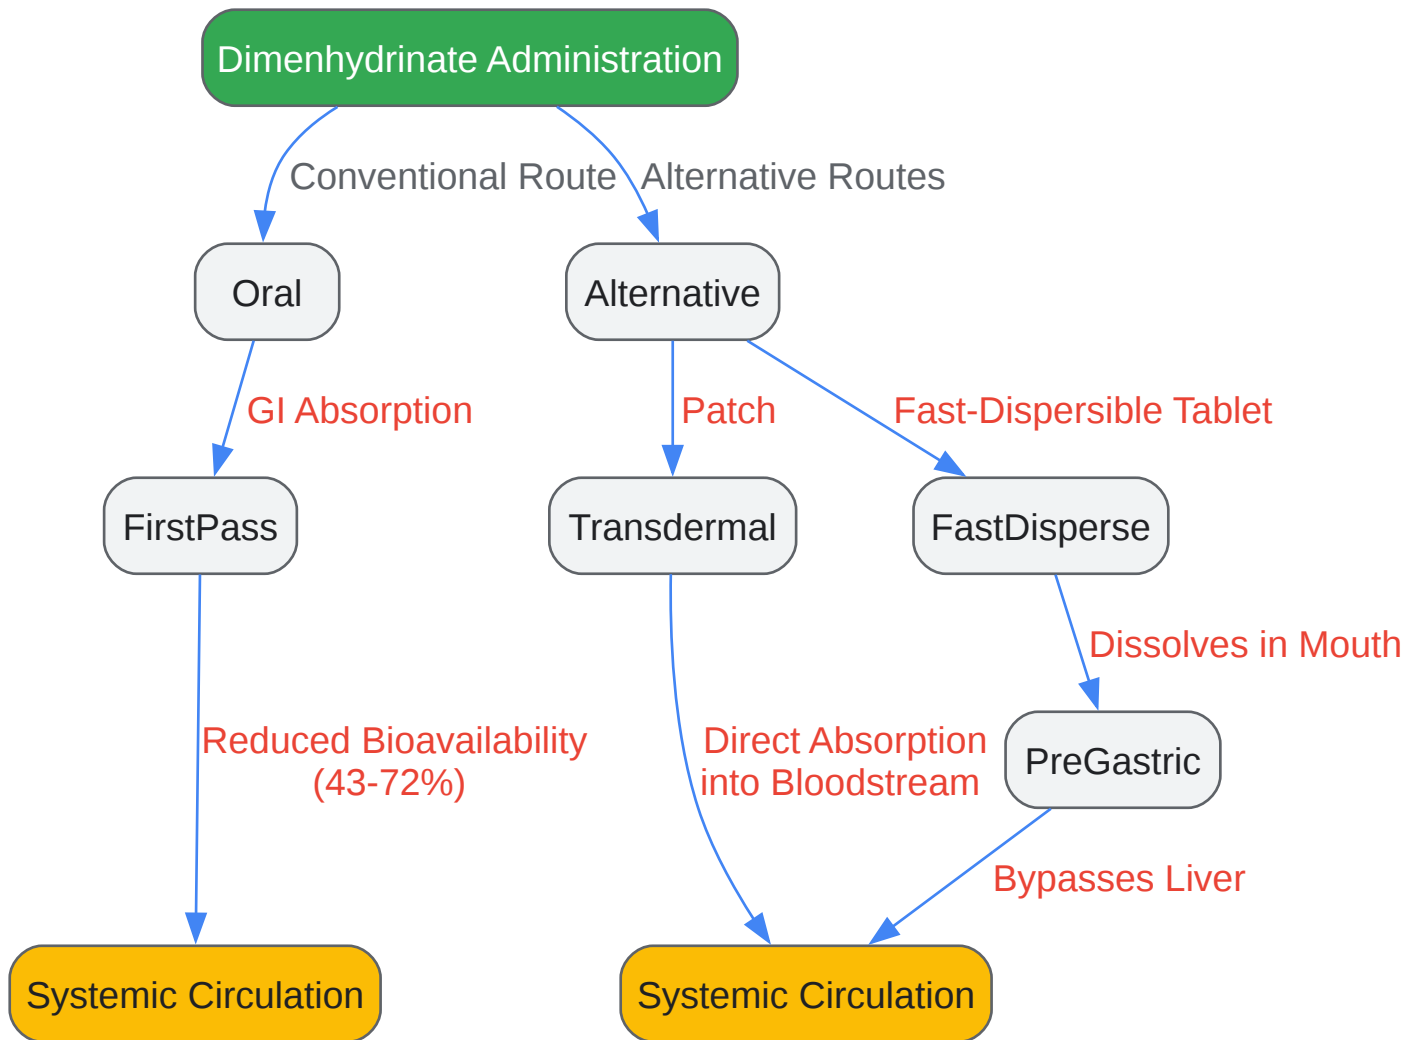 Dimenhydrinate Administration
Conventional Route
Alternative Routes
Oral
Alternative
GI Absorption
Patch
Fast-Dispersible Tablet
FirstPass
Transdermal
FastDisperse
Dissolves in Mouth
Reduced Bioavailability
(43-72%)
Direct Absorption
into Bloodstream
PreGastric
Bypasses Liver
Systemic Circulation
Systemic Circulation